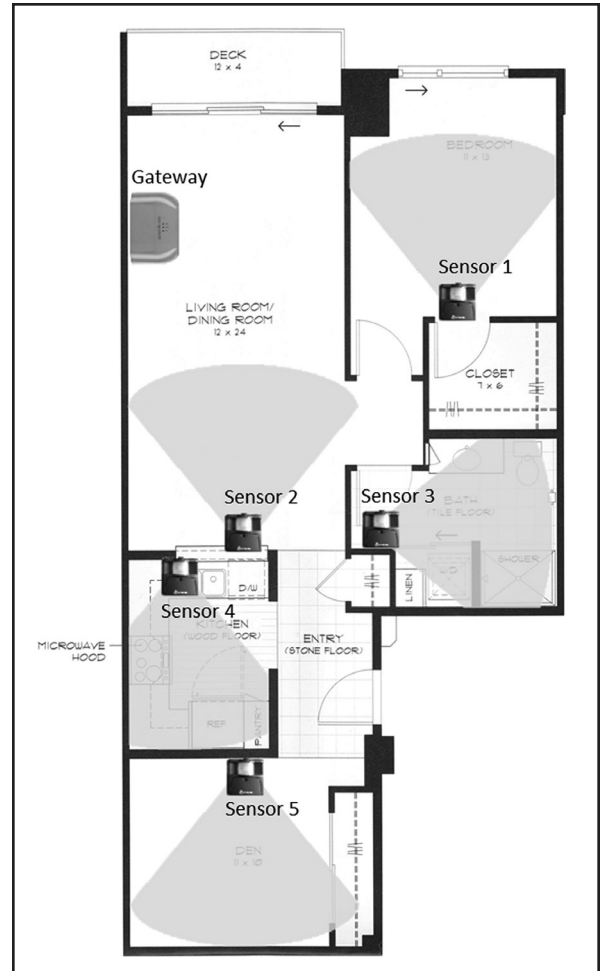 DECK
12 x 4
BEDROOM
11 x 13
Gateway
Sensor 1
LIVING ROOM/
DINING ROOM
12 x 24
CLOSET
7 x 6
Sensor 2
Sensor 3
BATH
(TILE FLOOR)
SHOWER
LINEN
D/W
Sensor 4
KITCHEN
(WOOD FLOOR)
ENTRY
(STONE FLOOR)
MICROWAVE
HOOD
REF
PANTRY
Sensor 5
DEN
11 x 10